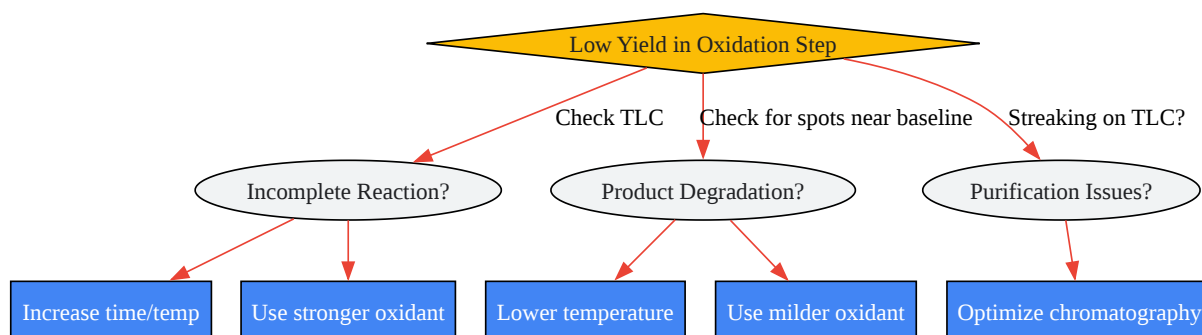 Low Yield in Oxidation Step
Check TLC
Check for spots near baseline
Streaking on TLC?
Incomplete Reaction?
Product Degradation?
Purification Issues?
Increase time/temp
Use stronger oxidant
Lower temperature
Use milder oxidant
Optimize chromatography